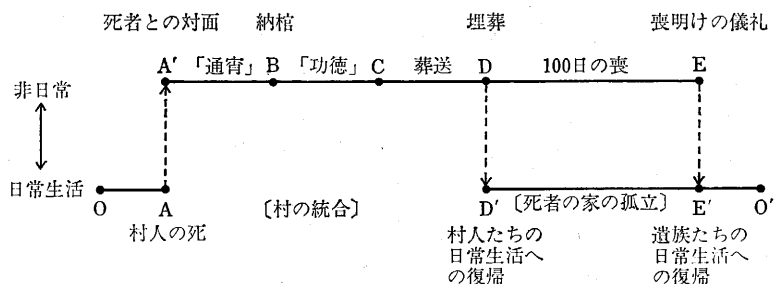 死者との対面 納棺 埋葬 喪明けの儀礼
A′ 「通宵」 B 「功徳」 C 葬送 D 100日の喪 E
非日常
日常生活
O A 〔村の統合〕 D′ 〔死者の家の孤立〕 E′ O′
村人の死
村人たちの 遺族たちの
日常生活へ 日常生活へ
の復帰 の復帰